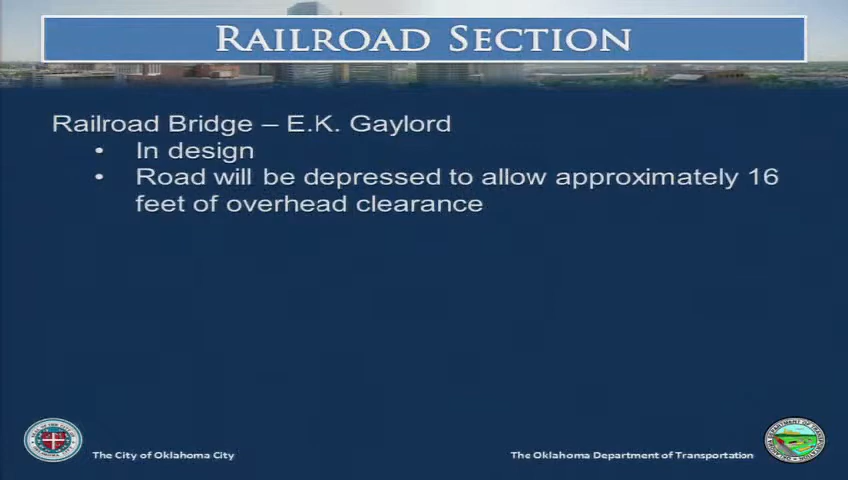 RAILROAD SECTION
Railroad Bridge – E.K. Gaylord
• In design
• Road will be depressed to allow approximately 16
feet of overhead clearance
The City of Oklahoma City
The Oklahoma Department of Transportation